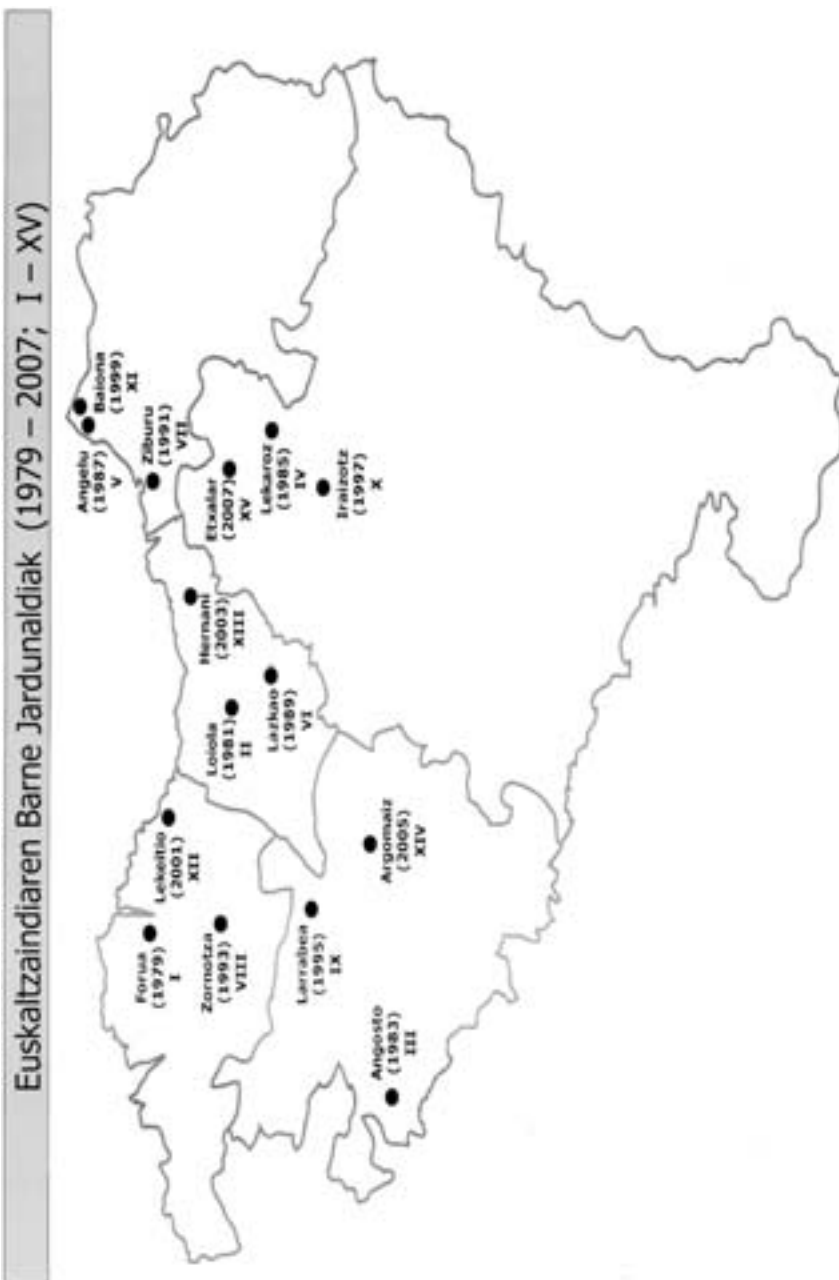 Euskaltzaindiaren Barne Jardunaldiak (1979 – 2007; I – XV)
Forua
(1979)
I
Lekeitio
(2001)
XII
Zornotza
(1993)
VIII
Larrabea
(1995)
IX
Angosto
(1983)
III
Argomaiz
(2005)
XIV
Loiola
(1981)
II
Lazkao
(1989)
VI
Hernani
(2003)
XIII
Angelu
(1987)
V
Baiona
(1999)
XI
Ziburu
(1991)
VII
Etxalar
(2007)
XV
Lekaroz
(1985)
IV
Iraizotz
(1997)
X